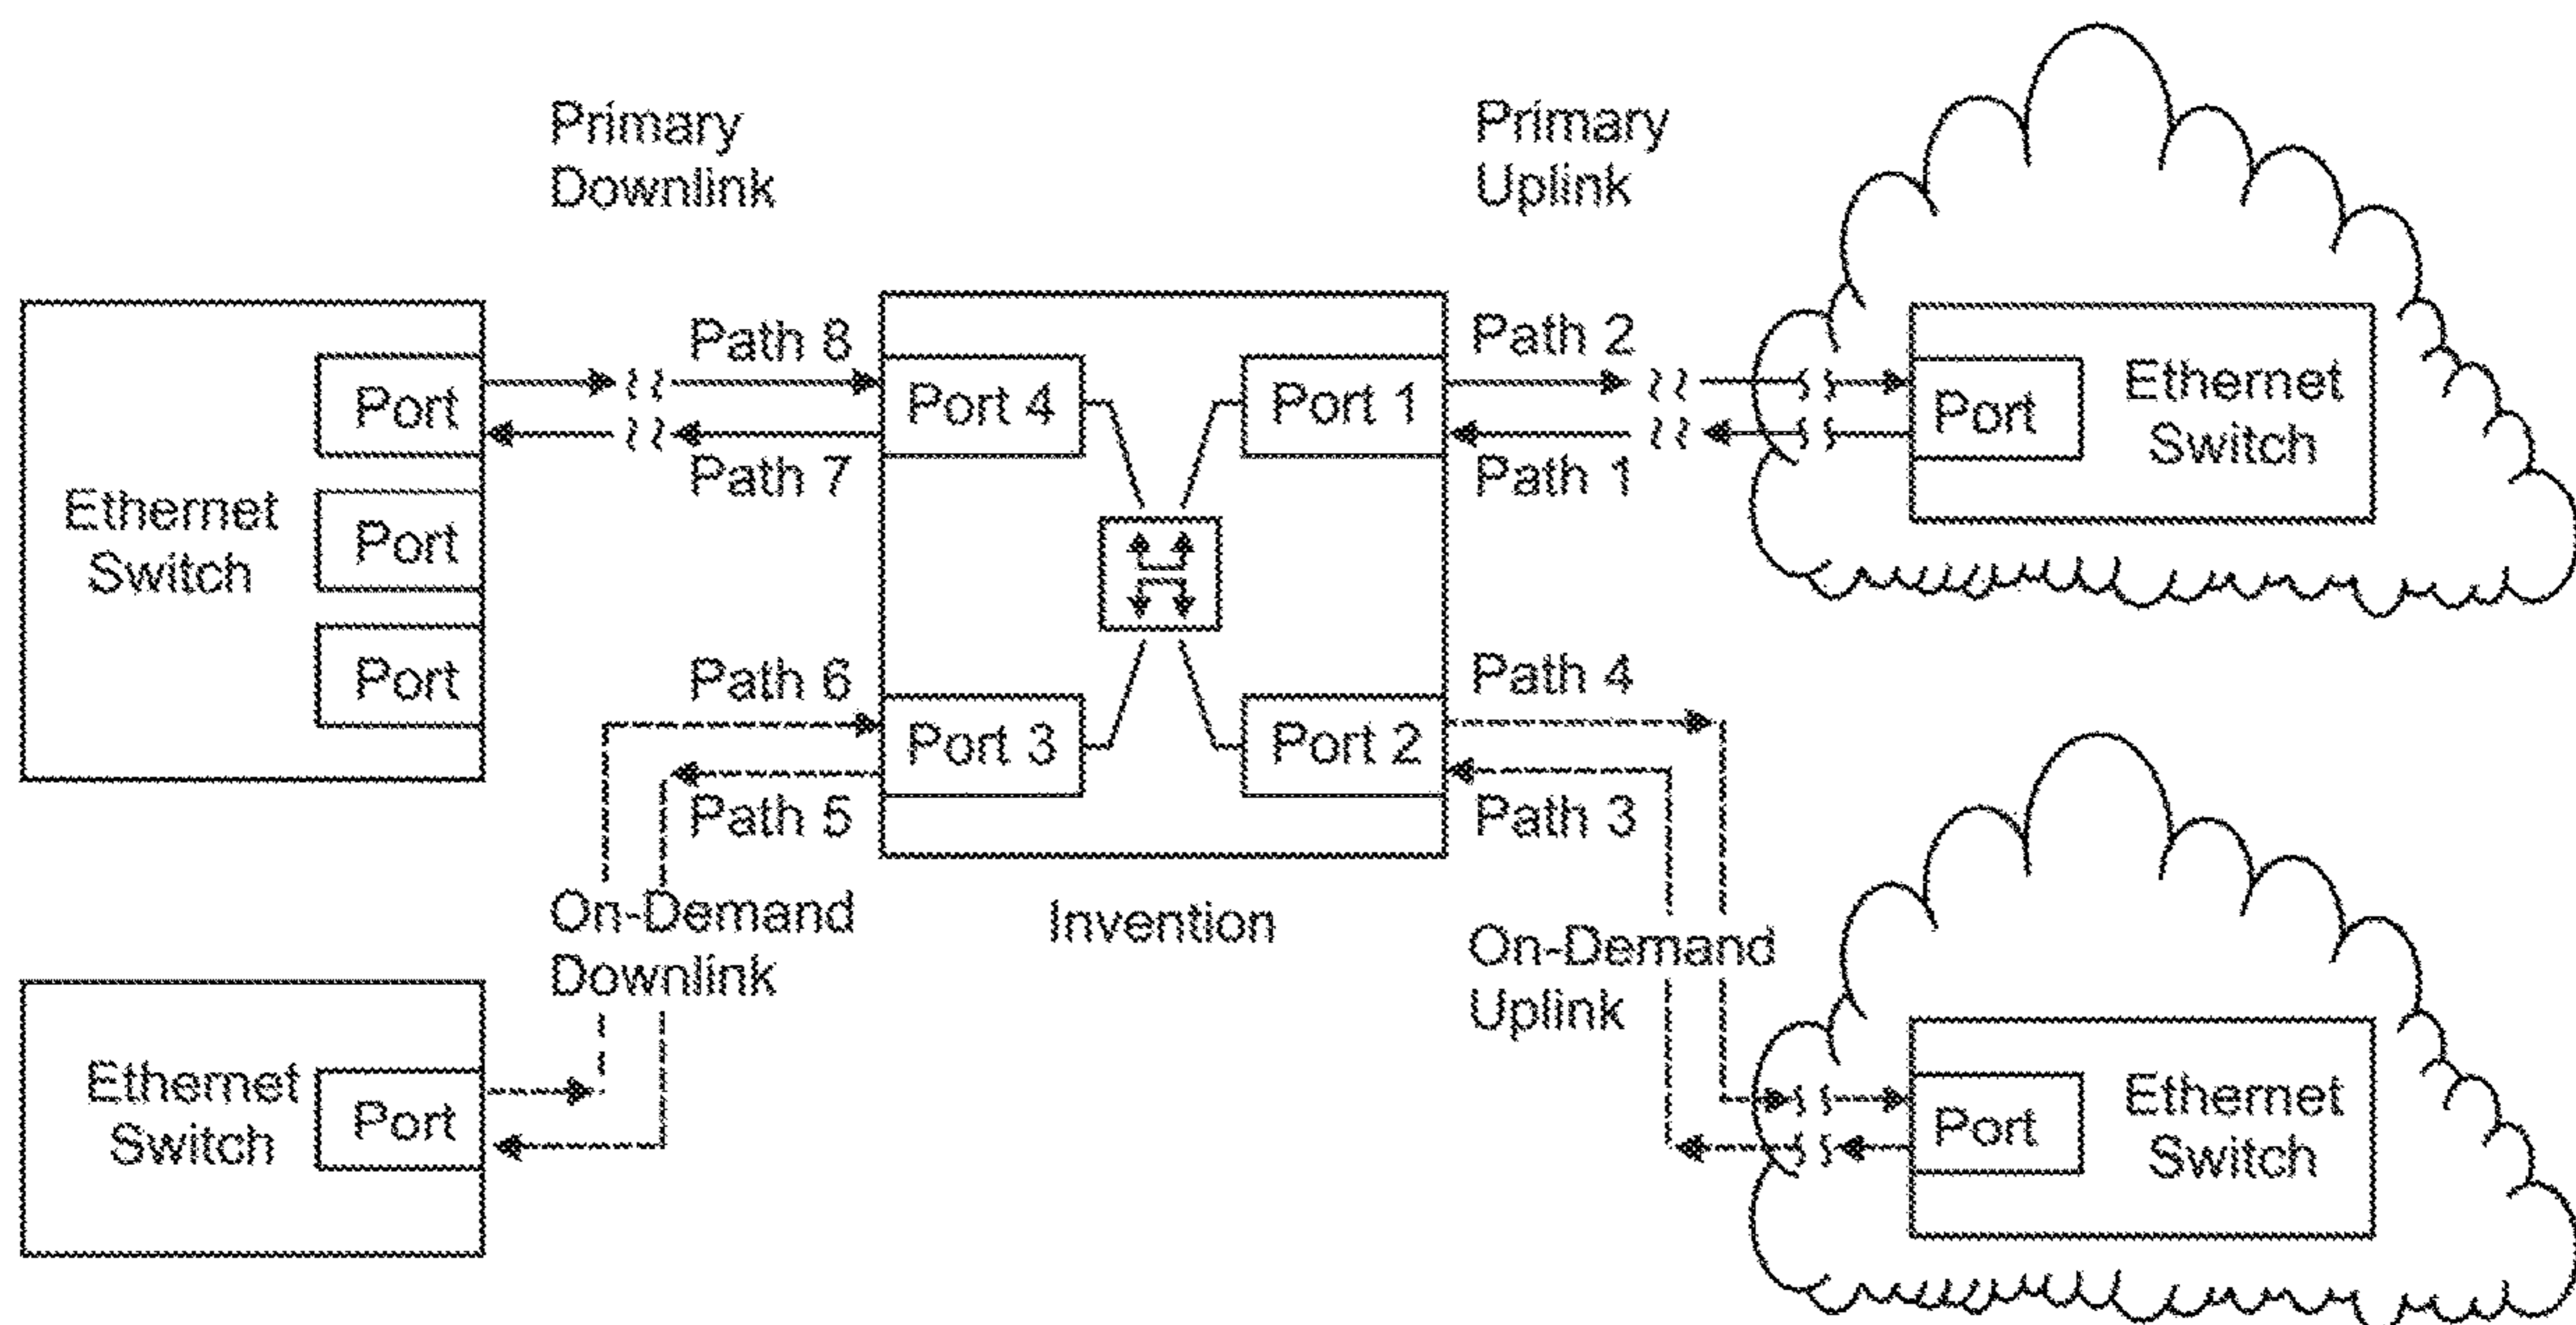 Primary
Downlink
Primary
Uplink
Path 8
Path 2
Port
Port 4
Port 1
Port
Ethernet
Switch
Path 7
Path 1
Ethernet
Switch
Port
Port
Path 6
Path 4
Port 3
Port 2
Path 5
Path 3
On-Demand
Downlink
Invention
On-Demand
Uplink
Ethernet
Switch
Port
Port
Ethernet
Switch